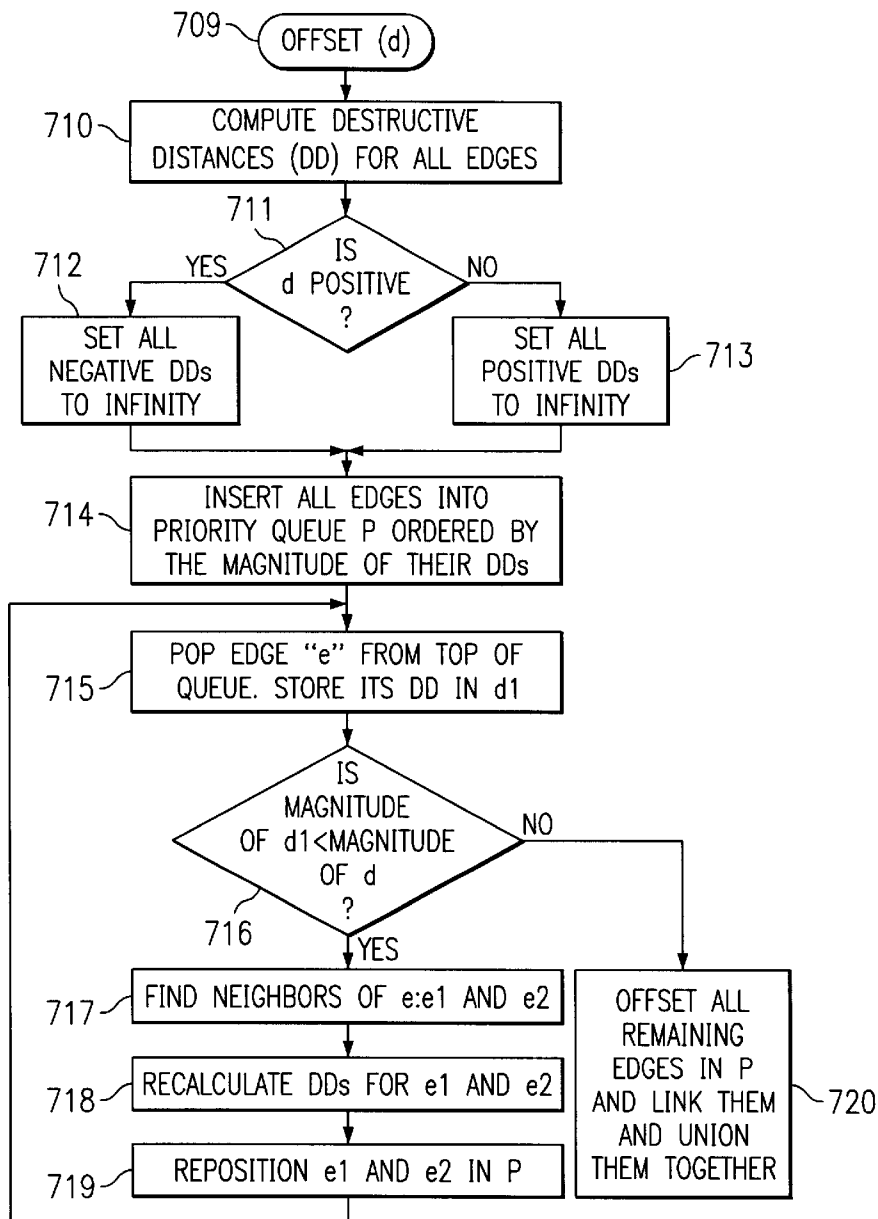 709
OFFSET (d)
710
COMPUTE DESTRUCTIVE
DISTANCES (DD) FOR ALL EDGES
711
IS
d POSITIVE
?
YES
NO
712
SET ALL
NEGATIVE DDs
TO INFINITY
SET ALL
POSITIVE DDs
TO INFINITY
713
714
INSERT ALL EDGES INTO
PRIORITY QUEUE P ORDERED BY
THE MAGNITUDE OF THEIR DDs
715
POP EDGE "e" FROM TOP OF
QUEUE. STORE ITS DD IN d1
IS
MAGNITUDE
OF d1<MAGNITUDE
OF d
?
NO
716
YES
717
FIND NEIGHBORS OF e:e1 AND e2
718
RECALCULATE DDs FOR e1 AND e2
719
REPOSITION e1 AND e2 IN P
OFFSET ALL
REMAINING
EDGES IN P
AND LINK THEM
AND UNION
THEM TOGETHER
720